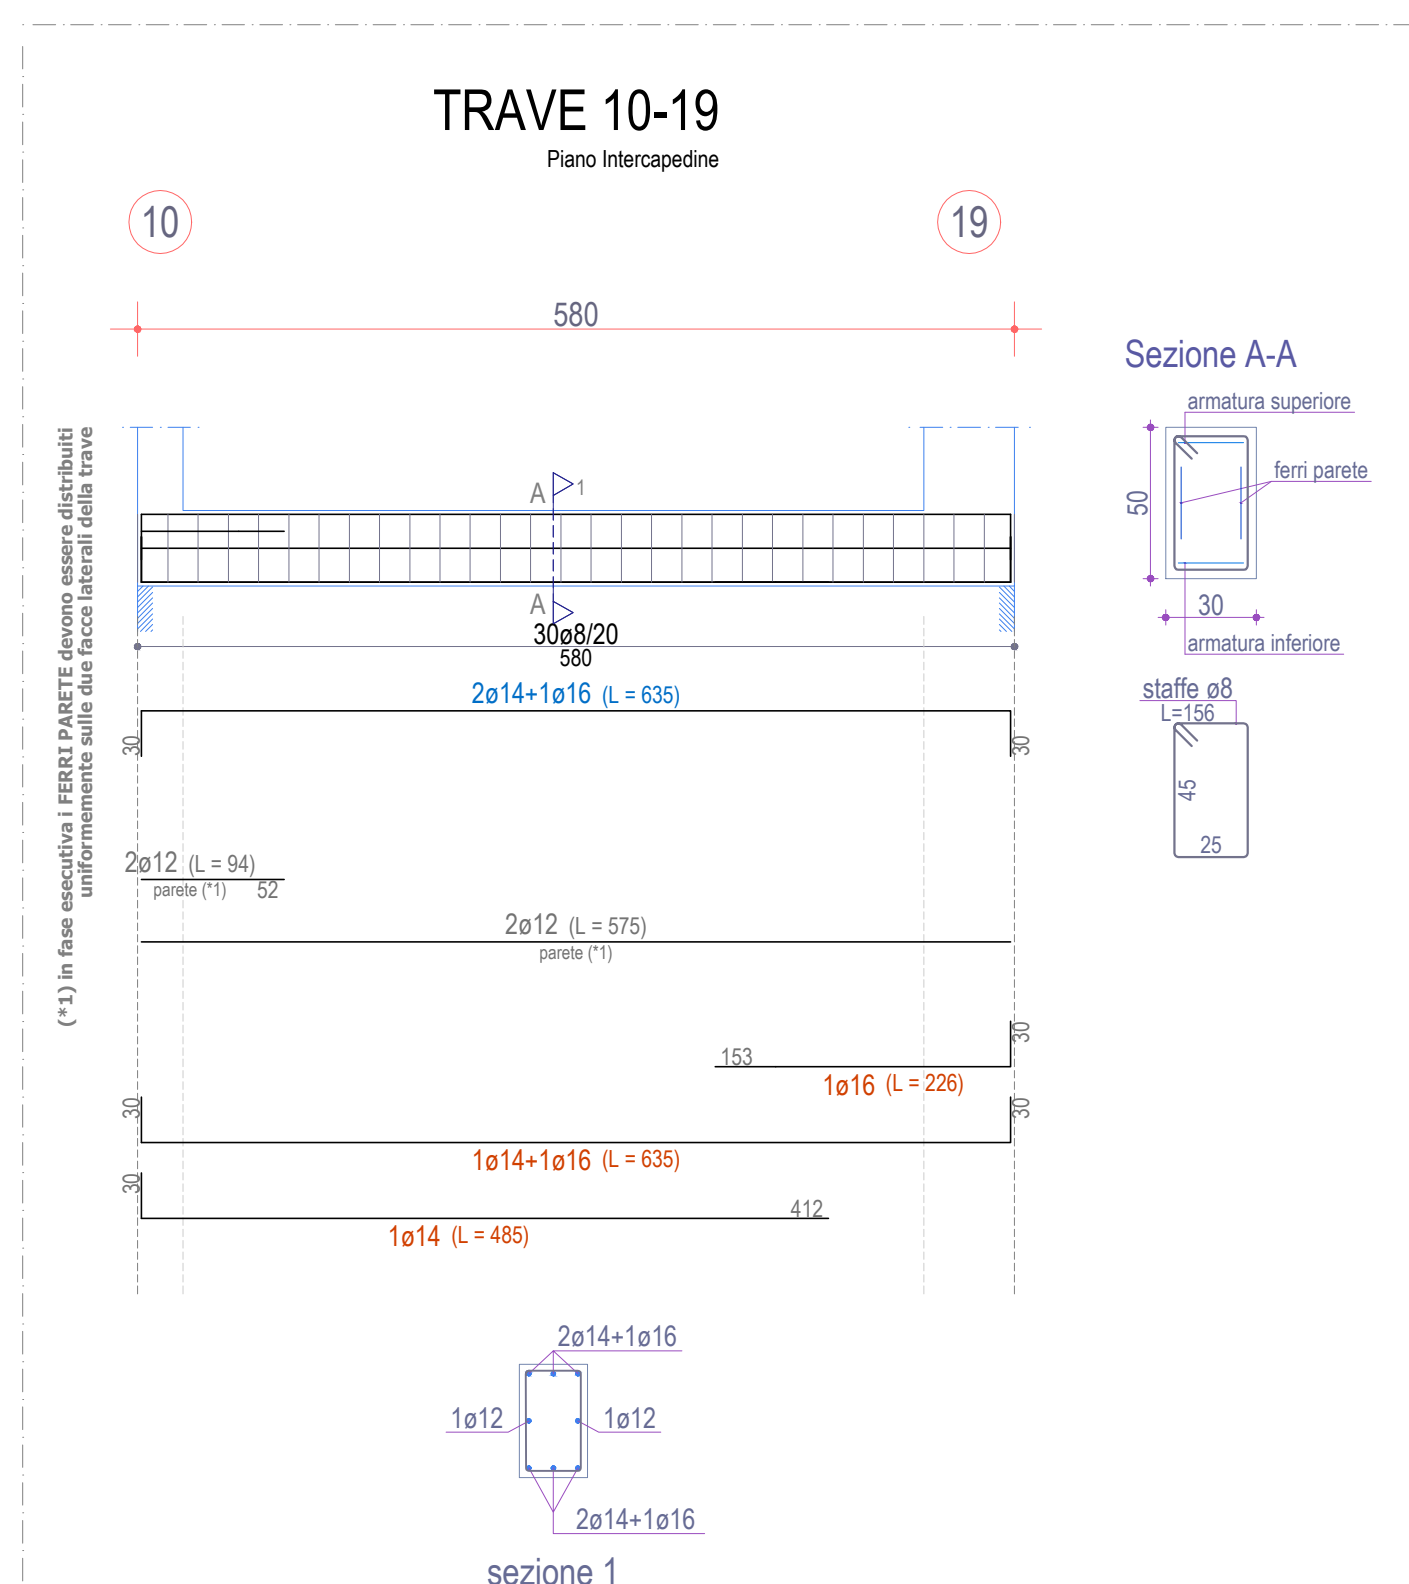 TRAVE 10-19
Piano Intercapedine
10
19
580
Sezione A-A
armatura superiore
ferri parete
50
30
armatura inferiore
staffe ø8
L=156
45
25
(*1) in fase esecutiva i FERRI PARETE devono essere distribuiti
uniformemente sulle due facce laterali della trave
A
1
A
30ø8/20
580
2ø14+1ø16 (L = 635)
30
30
2ø12 (L = 94)
parete (*1)
52
2ø12 (L = 575)
parete (*1)
30
153
1ø16 (L = 226)
30
30
1ø14+1ø16 (L = 635)
30
412
1ø14 (L = 485)
2ø14+1ø16
1ø12
1ø12
2ø14+1ø16
sezione 1